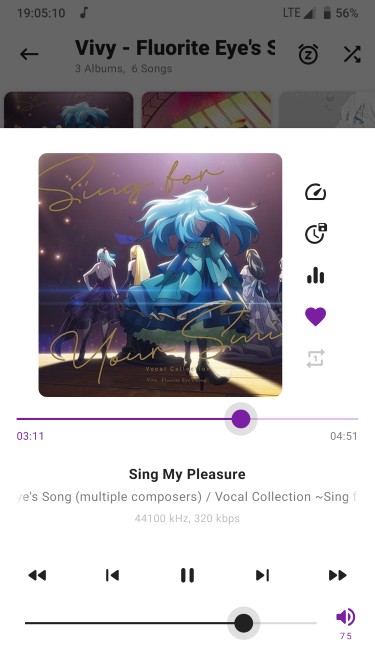 19:05:10
LTE
56%
Vivy - Fluorite Eye's S
3 Albums,  6 Songs
Sing for
Your Smile
Vocal Collection
Vivy -Fluorite Eye's Song-
1
03:11
04:51
Sing My Pleasure
ye's Song (multiple composers) / Vocal Collection ~Sing f
44100 kHz, 320 kbps
75